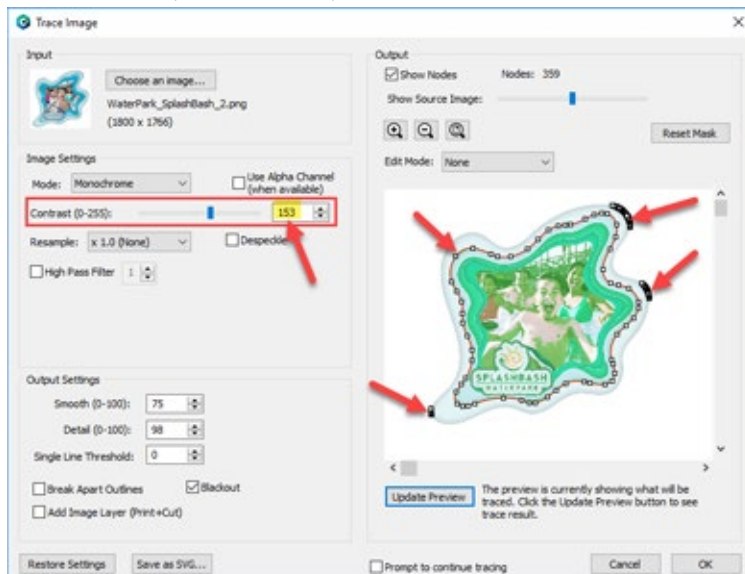 Trace Image
Input
Choose an image...
WaterPark_SplashBash_2.png
(1800 x 1766)
Image Settings
Mode: Monochrome
Use Alpha Channel
(when available)
Contrast (0-255): 153
Resample: x 1.0 (None) Despeckle
High Pass Filter 1
Output Settings
Smooth (0-100): 75
Detail (0-100): 98
Single Line Threshold: 0
Break Apart Outlines Blackout
Add Image Layer (Print+Cut)
Restore Settings Save as SVG...
Output
Show Nodes Nodes: 359
Show Source Image:
Reset Mask
Edit Mode: None
SPLASHBASH
WATERPARK
Update Preview
The preview is currently showing what will be
traced. Click the Update Preview button to see
trace result.
Prompt to continue tracing Cancel OK